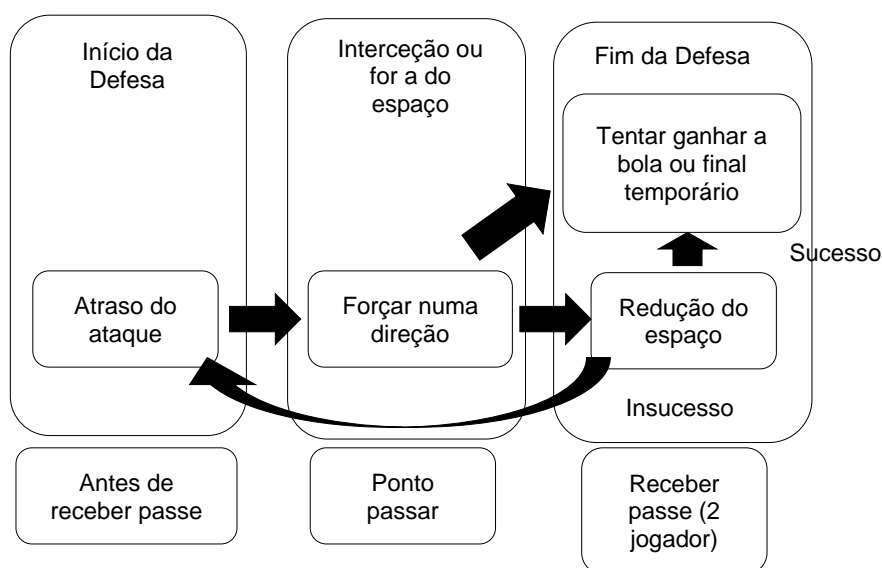 Início da
Defesa
Interceção ou
for a do
espaço
Fim da Defesa
Tentar ganhar a
bola ou final
temporário
Sucesso
Atraso do
ataque
Forçar numa
direção
Redução do
espaço
Insucesso
Antes de
receber passe
Ponto
passar
Receber
passe (2
jogador)